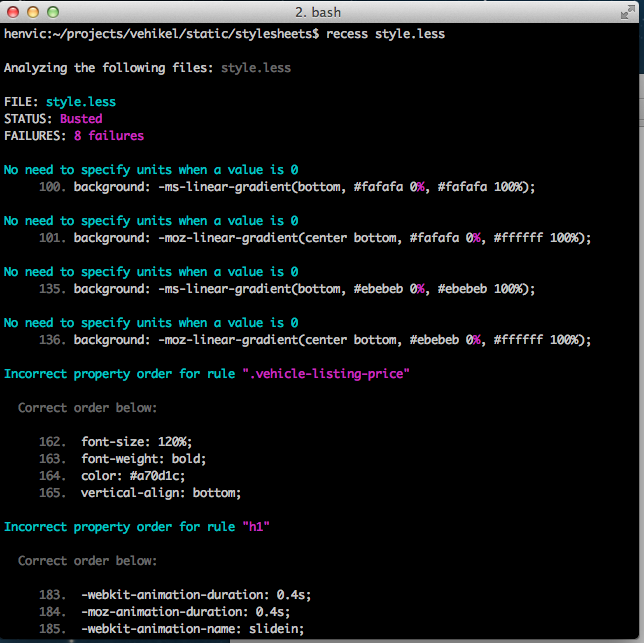 2. bash
henvic:~/projects/vehikel/static/stylesheets$ recess style.less
Analyzing the following files: style.less
FILE: style.less
STATUS: Busted
FAILURES: 8 failures
No need to specify units when a value is 0
100. background: -ms-linear-gradient(bottom, #fafafa 0%, #fafafa 100%);
No need to specify units when a value is 0
101. background: -moz-linear-gradient(center bottom, #fafafa 0%, #ffffff 100%);
No need to specify units when a value is 0
135. background: -ms-linear-gradient(bottom, #ebebeb 0%, #ebebeb 100%);
No need to specify units when a value is 0
136. background: -moz-linear-gradient(center bottom, #ebebeb 0%, #ffffff 100%);
Incorrect property order for rule ".vehicle-listing-price"
Correct order below:
162. font-size: 120%;
163. font-weight: bold;
164. color: #a70d1c;
165. vertical-align: bottom;
Incorrect property order for rule "h1"
Correct order below:
183. -webkit-animation-duration: 0.4s;
184. -moz-animation-duration: 0.4s;
185. -webkit-animation-name: slidein;